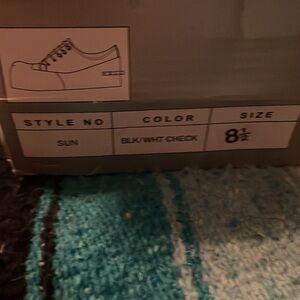 STYLE NO COLOR SIZE
SUN BLK/WHT CHECK 8½